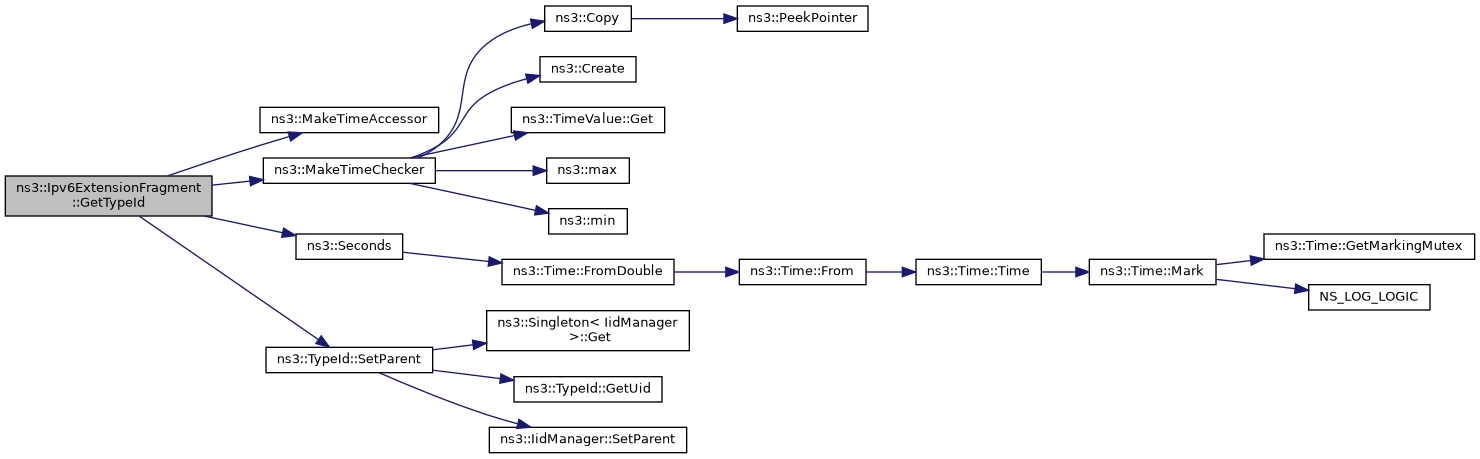 ns3::Copy
ns3::PeekPointer
ns3::Create
ns3::MakeTimeAccessor
ns3::TimeValue::Get
ns3::MakeTimeChecker
ns3::max
ns3::Ipv6ExtensionFragment
::GetTypeId
ns3::min
ns3::Seconds
ns3::Time::GetMarkingMutex
ns3::Time::FromDouble
ns3::Time::From
ns3::Time::Time
ns3::Time::Mark
NS_LOG_LOGIC
ns3::Singleton< IidManager
>::Get
ns3::TypeId::SetParent
ns3::TypeId::GetUid
ns3::IidManager::SetParent